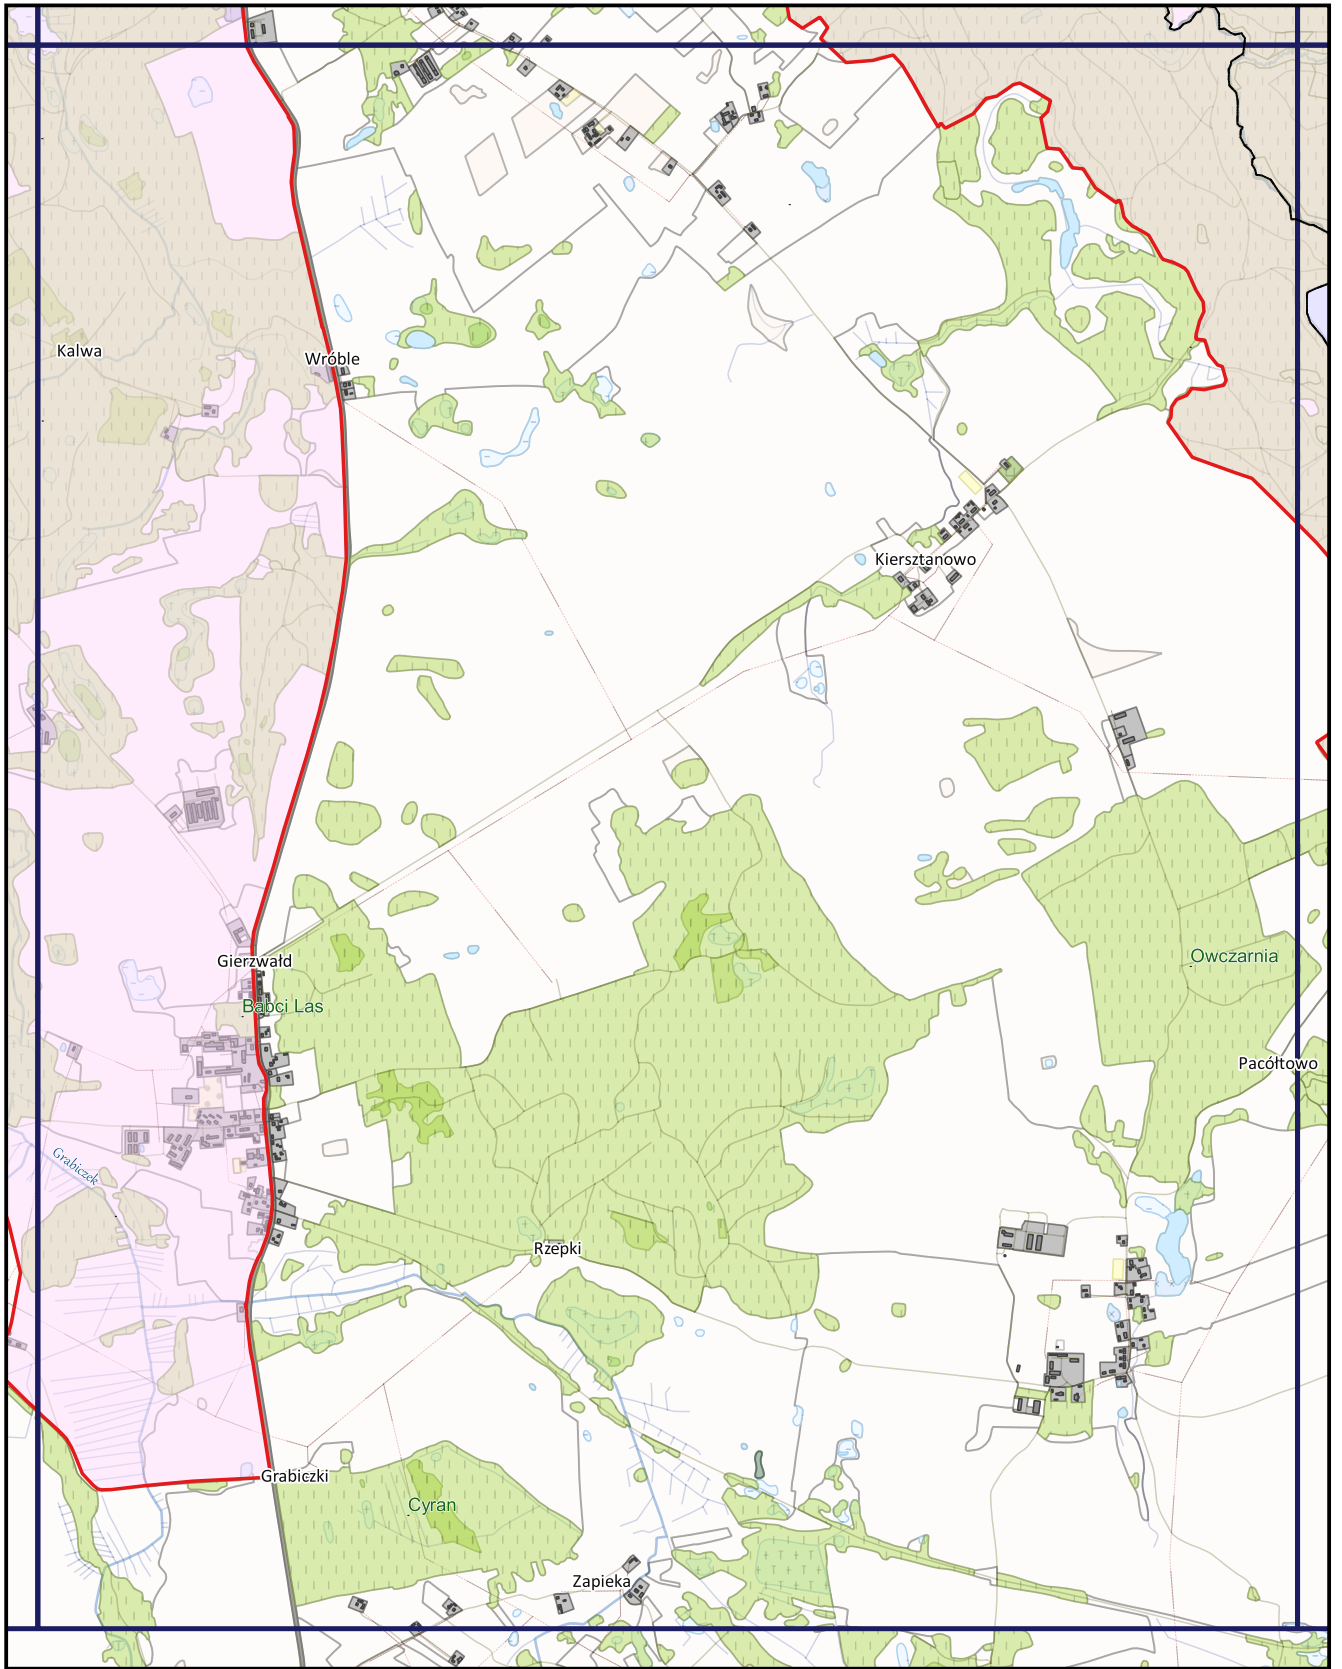 Kalwa
Wróble
Kiersztanowo
Gierzwałd
Babci Las
Owczarnia
Pacółtowo
Grabiczek
Rzepki
Grabiczki
Cyran
Zapieka